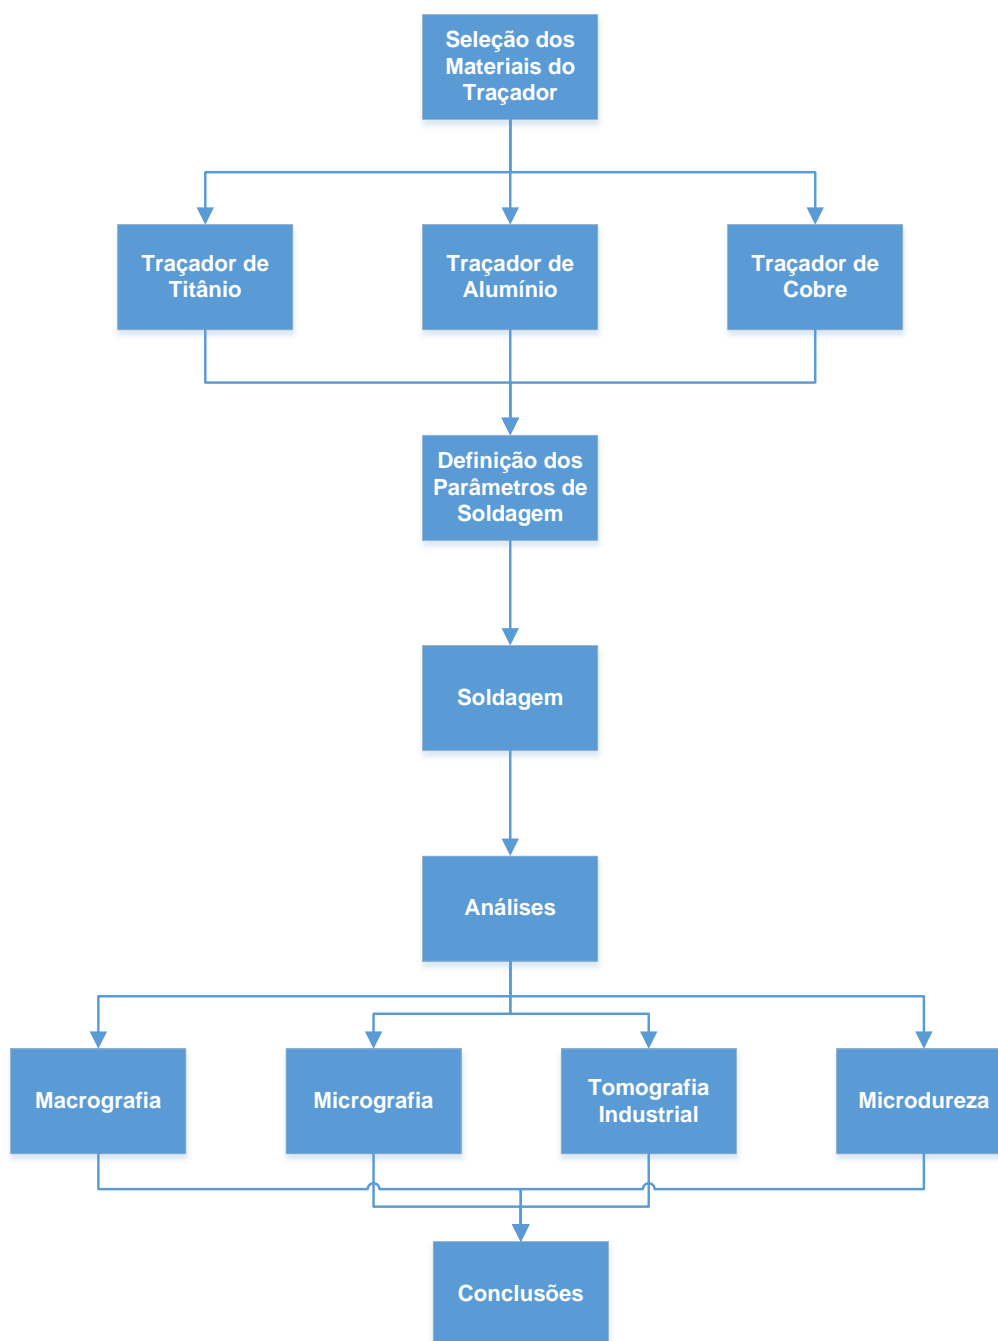 Seleção dos
Materiais do
Traçador
Traçador de
Titânio
Traçador de
Alumínio
Traçador de
Cobre
Definição dos
Parâmetros de
Soldagem
Soldagem
Análises
Macrografia
Micrografia
Tomografia
Industrial
Microdureza
Conclusões